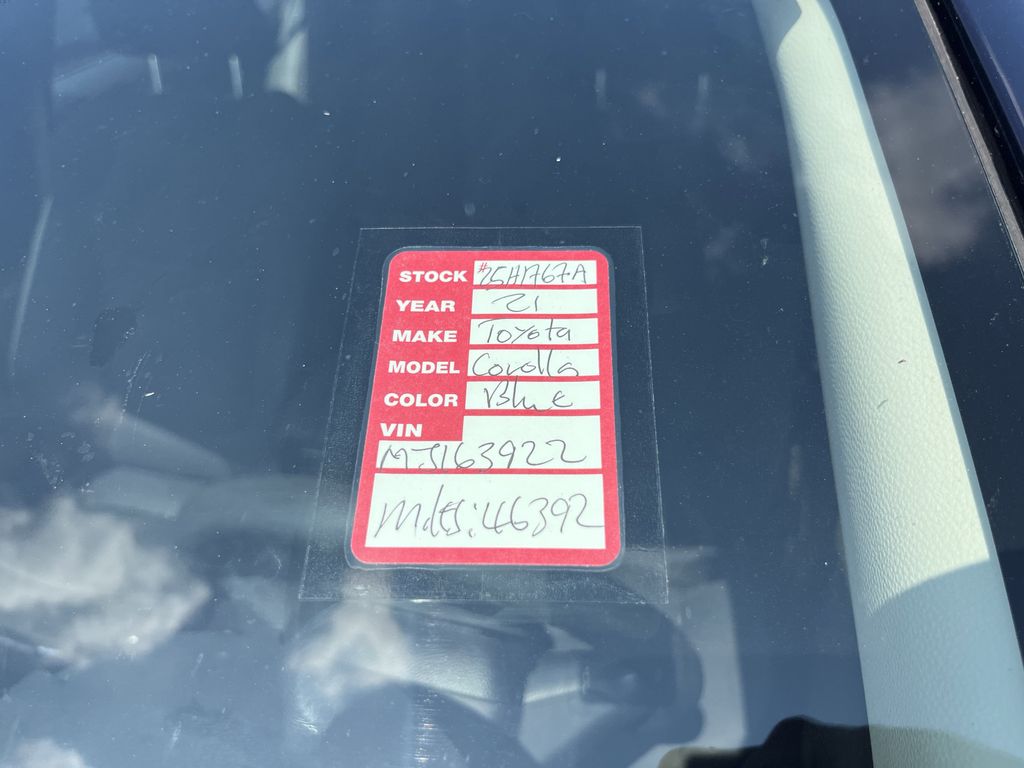 STOCK #25H1767A
YEAR 21
MAKE Toyota
MODEL Corolla
COLOR Blue
VIN
MJ163922
Miles: 46392